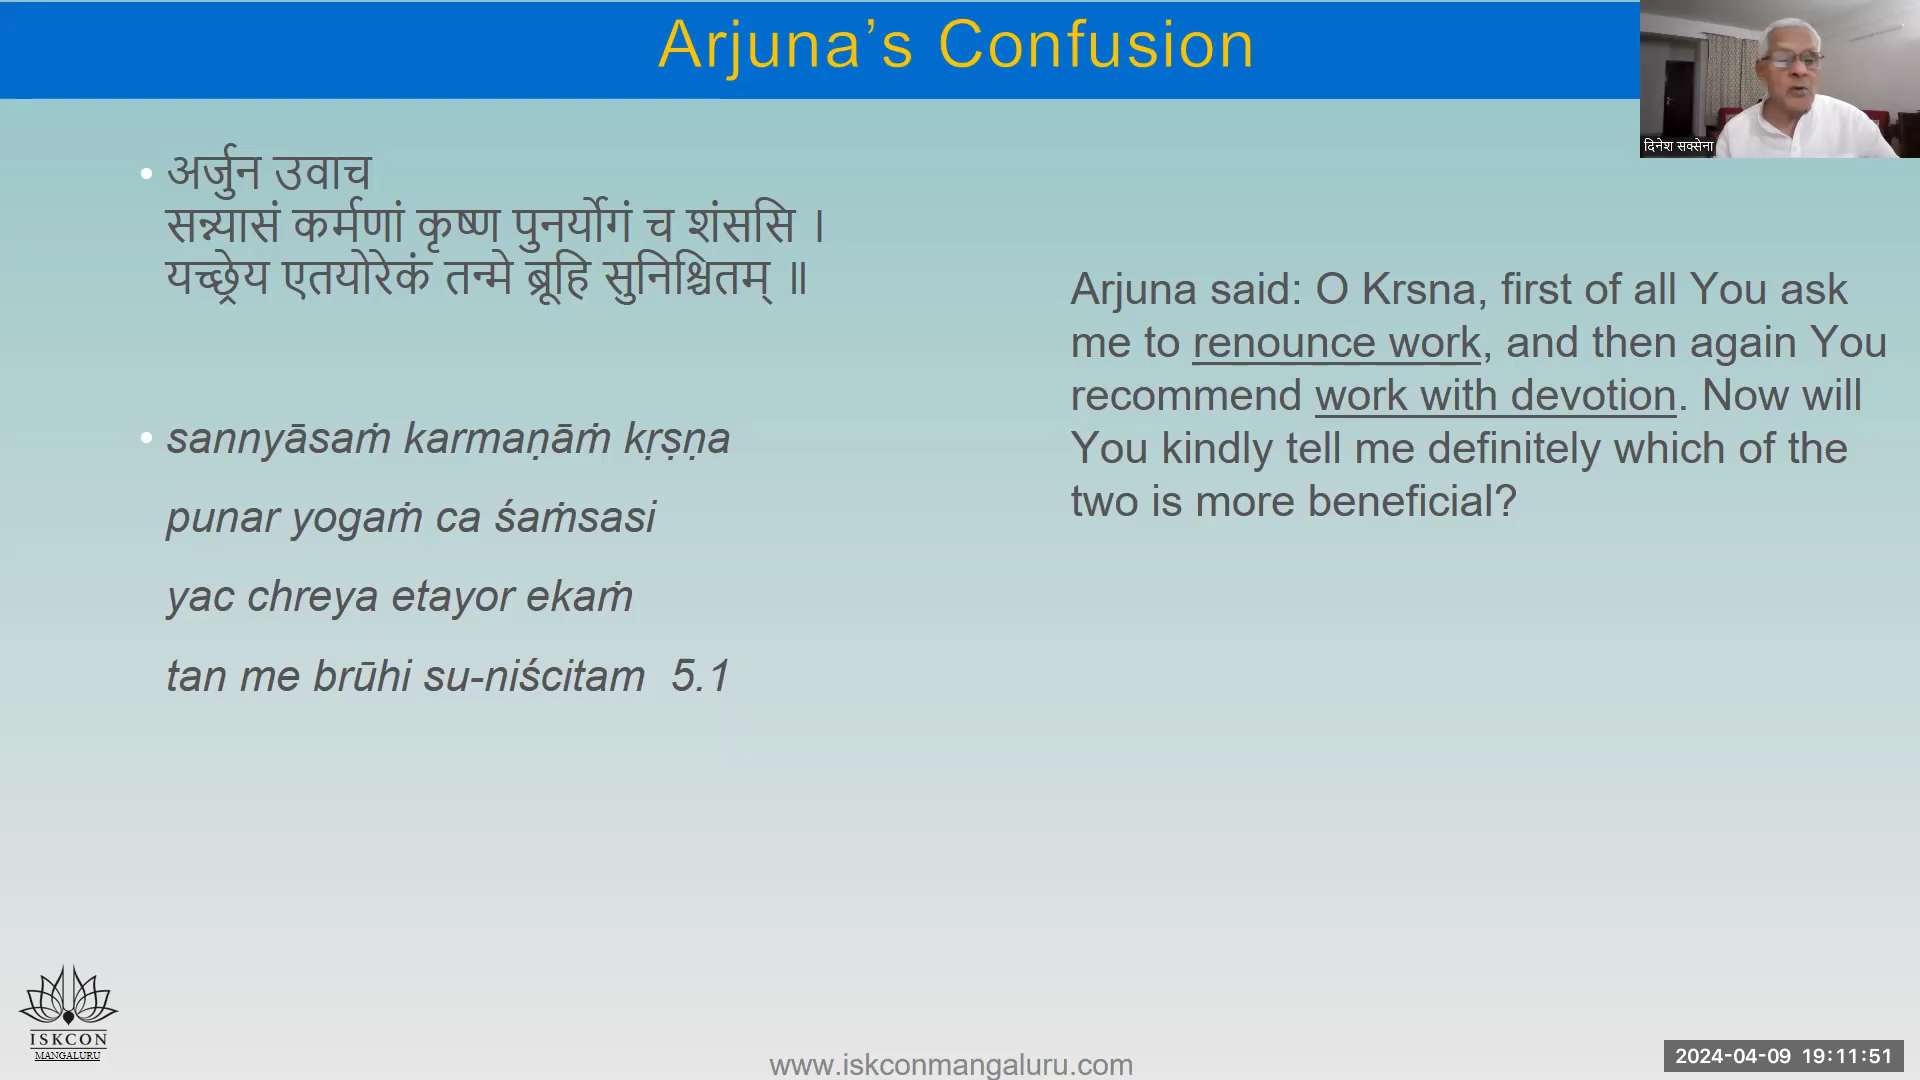 Arjuna’s Confusion
दिनेश सक्सेना
• अर्जुन उवाच
सन्न्यासं कर्मणां कृष्ण पुनर्योगं च शंससि ।
यच्छ्रेय एतयोरेकं तन्मे ब्रूहि सुनिश्चितम् ॥
• sannyāsaṁ karmaṇāṁ kṛṣṇa
punar yogaṁ ca śaṁsasi
yac chreya etayor ekaṁ
tan me brūhi su-niścitam 5.1
Arjuna said: O Krsna, first of all You ask
me to renounce work, and then again You
recommend work with devotion. Now will
You kindly tell me definitely which of the
two is more beneficial?
ISKCON
MANGALURU
www.iskconmangaluru.com
2024-04-09 19:11:51